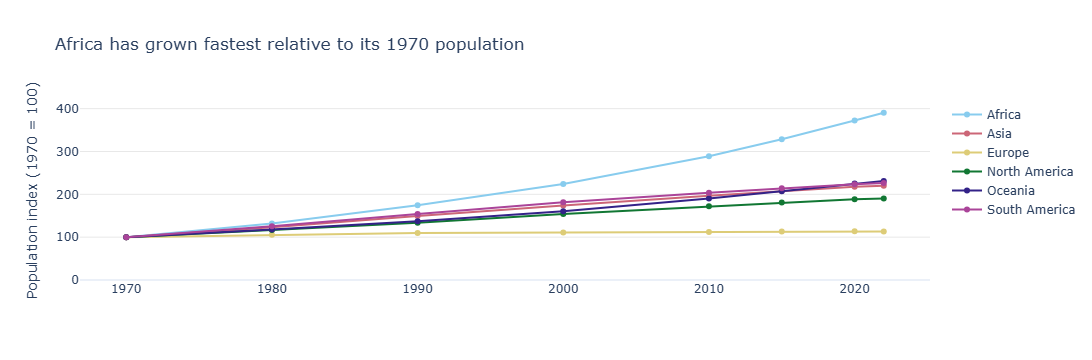 Africa has grown fastest relative to its 1970 population
Population index (1970 = 100)
400
300
200
100
0
1970 1980 1990 2000 2010 2020
Africa
Asia
Europe
North America
Oceania
South America